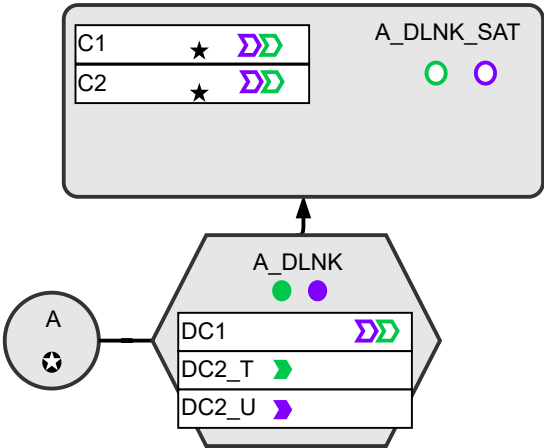 A_DLNK_SAT
C1
C2
A_DLNK
A
DC1
DC2_T
DC2_U